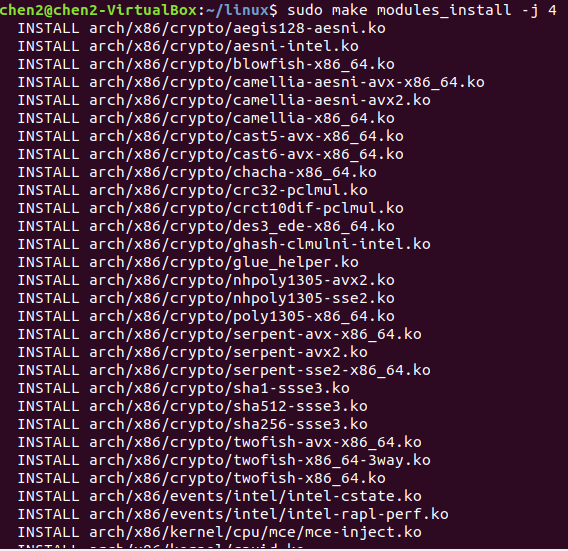 chen2@chen2-VirtualBox:~/linux$ sudo make modules_install -j 4
INSTALL arch/x86/crypto/aegis128-aesni.ko
INSTALL arch/x86/crypto/aesni-intel.ko
INSTALL arch/x86/crypto/blowfish-x86_64.ko
INSTALL arch/x86/crypto/camellia-aesni-avx-x86_64.ko
INSTALL arch/x86/crypto/camellia-aesni-avx2.ko
INSTALL arch/x86/crypto/camellia-x86_64.ko
INSTALL arch/x86/crypto/cast5-avx-x86_64.ko
INSTALL arch/x86/crypto/cast6-avx-x86_64.ko
INSTALL arch/x86/crypto/chacha-x86_64.ko
INSTALL arch/x86/crypto/crc32-pclmul.ko
INSTALL arch/x86/crypto/crct10dif-pclmul.ko
INSTALL arch/x86/crypto/des3_ede-x86_64.ko
INSTALL arch/x86/crypto/ghash-clmulni-intel.ko
INSTALL arch/x86/crypto/glue_helper.ko
INSTALL arch/x86/crypto/nhpoly1305-avx2.ko
INSTALL arch/x86/crypto/nhpoly1305-sse2.ko
INSTALL arch/x86/crypto/poly1305-x86_64.ko
INSTALL arch/x86/crypto/serpent-avx-x86_64.ko
INSTALL arch/x86/crypto/serpent-avx2.ko
INSTALL arch/x86/crypto/serpent-sse2-x86_64.ko
INSTALL arch/x86/crypto/sha1-ssse3.ko
INSTALL arch/x86/crypto/sha512-ssse3.ko
INSTALL arch/x86/crypto/sha256-ssse3.ko
INSTALL arch/x86/crypto/twofish-avx-x86_64.ko
INSTALL arch/x86/crypto/twofish-x86_64-3way.ko
INSTALL arch/x86/crypto/twofish-x86_64.ko
INSTALL arch/x86/events/intel/intel-cstate.ko
INSTALL arch/x86/events/intel/intel-rapl-perf.ko
INSTALL arch/x86/kernel/cpu/mce/mce-inject.ko
INSTALL